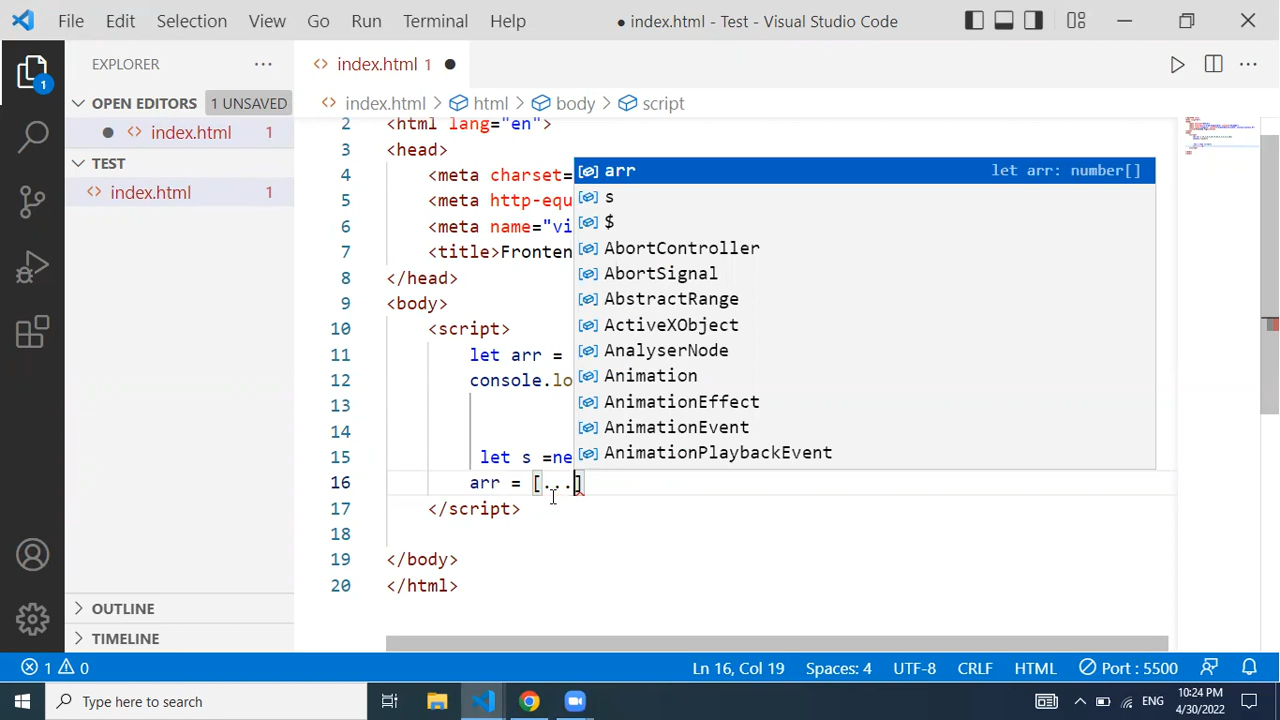 File Edit Selection View Go Run Terminal Help ● index.html - Test - Visual Studio Code
EXPLORER ··· <> index.html 1 ●
OPEN EDITORS 1 UNSAVED
<> index.html > html > body > script
● <> index.html 1
TEST
<> index.html 1
2 <html lang="en">
3 <head>
4 <meta charset=
5 <meta http-equ
6 <meta name="vi
7 <title>Fronten
8 </head>
9 <body>
10 <script>
11 let arr =
12 console.lo
13
14
15 let s =ne
16 arr = [...]
17 </script>
18
19 </body>
20 </html>
arr let arr: number[]
s
$
AbortController
AbortSignal
AbstractRange
ActiveXObject
AnalyserNode
Animation
AnimationEffect
AnimationEvent
AnimationPlaybackEvent
1
OUTLINE
TIMELINE
1 0 Ln 16, Col 19 Spaces: 4 UTF-8 CRLF HTML Port : 5500
Type here to search
ENG
10:24 PM
4/30/2022